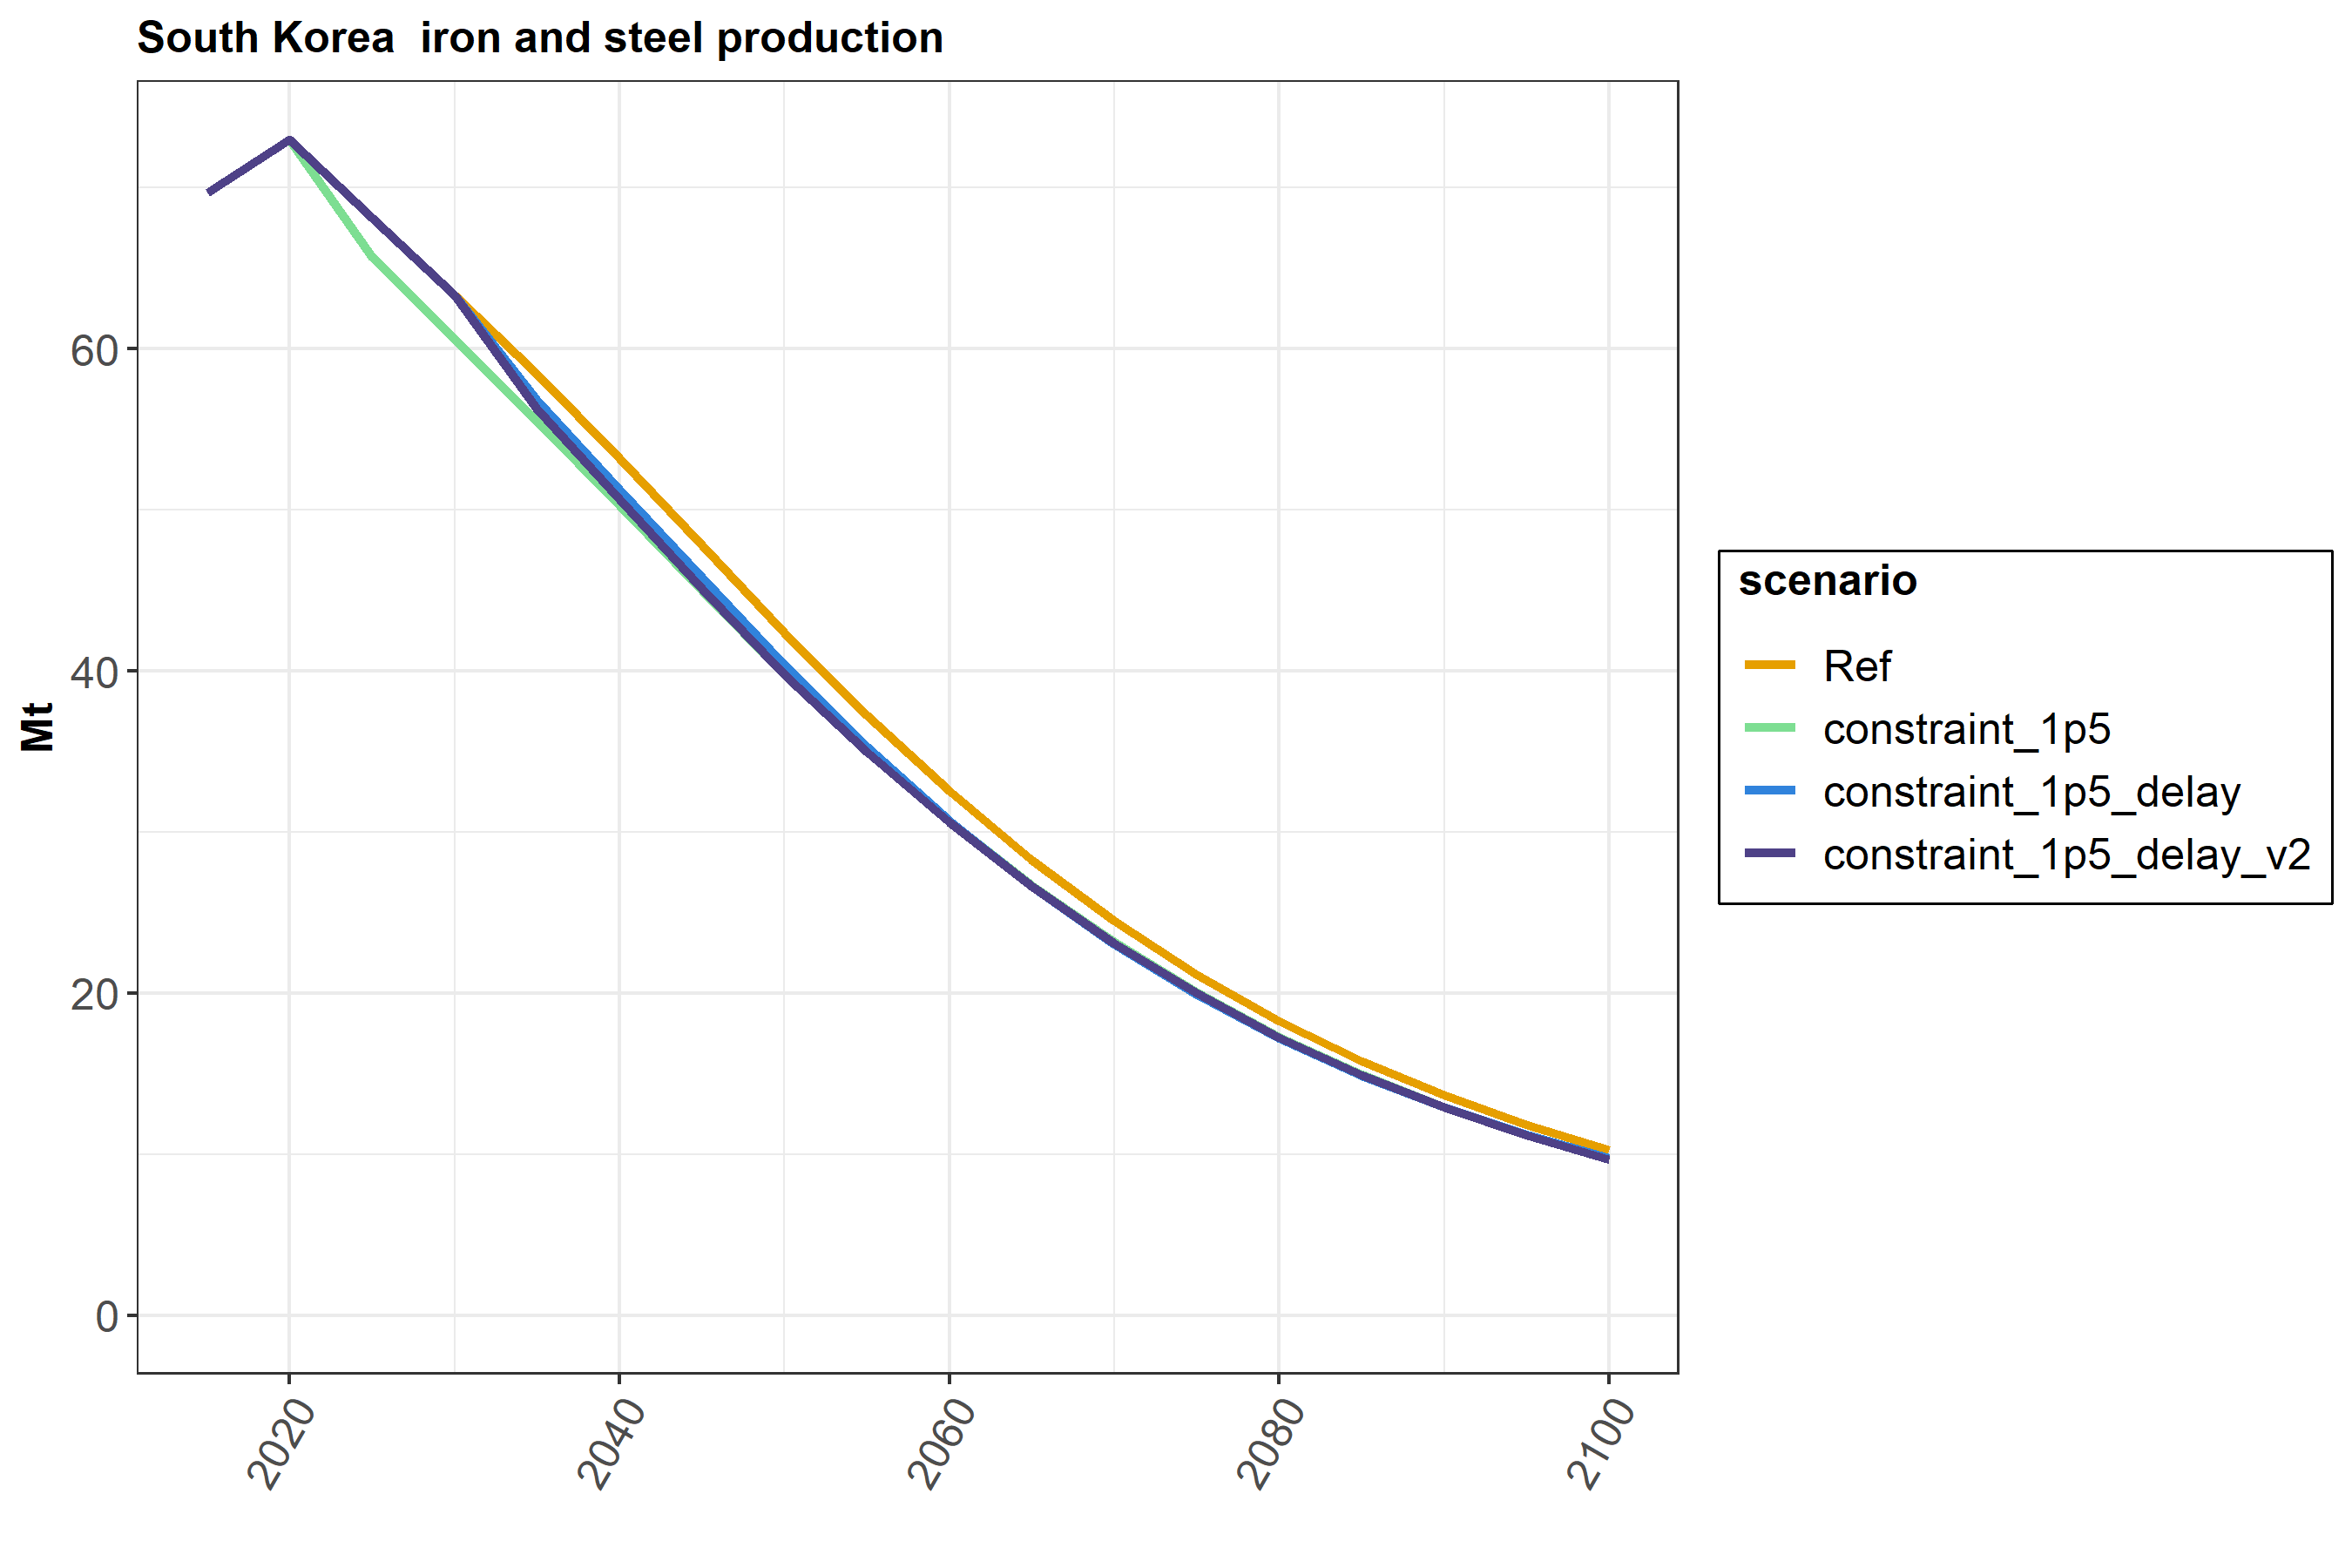 South Korea  iron and steel production
Mt
60
40
20
0
2020
2040
2060
2080
2100
scenario
Ref
constraint_1p5
constraint_1p5_delay
constraint_1p5_delay_v2